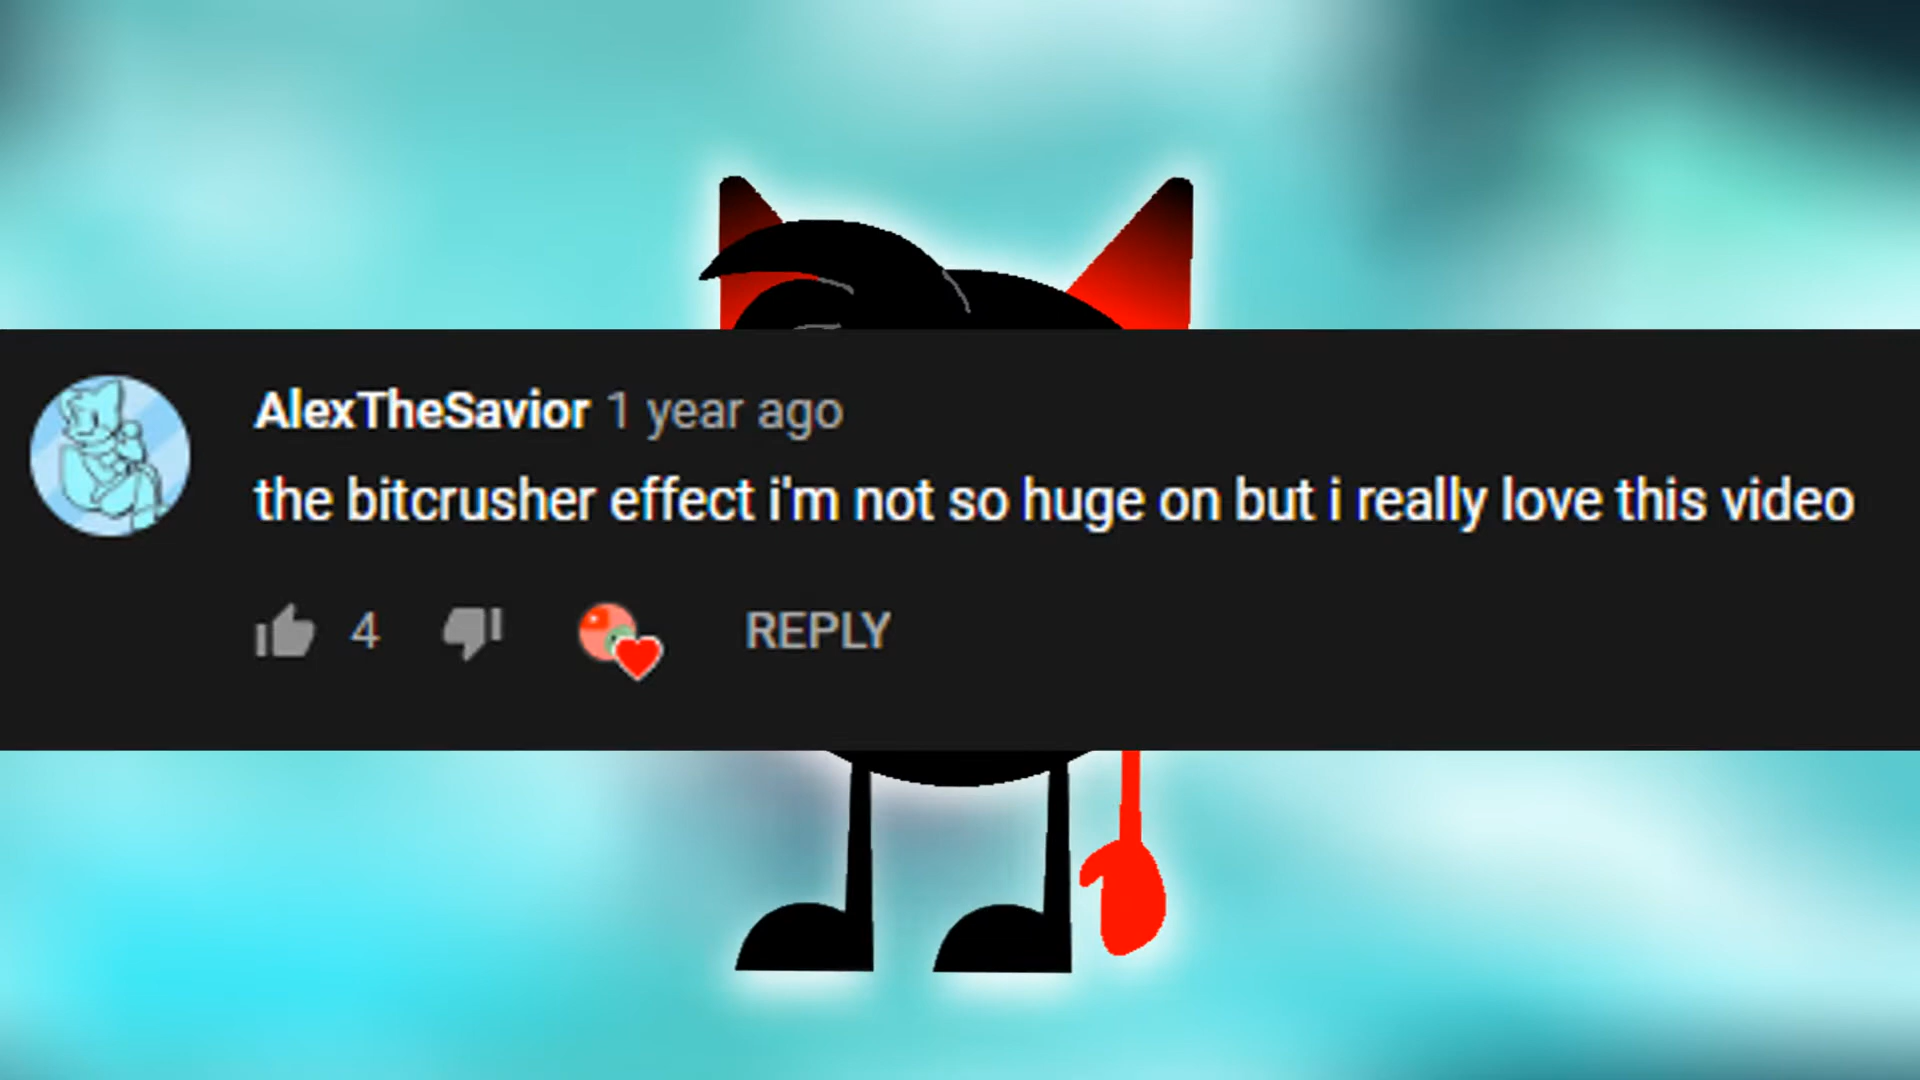 AlexTheSavior 1 year ago
the bitcrusher effect i'm not so huge on but i really love this video
4 REPLY